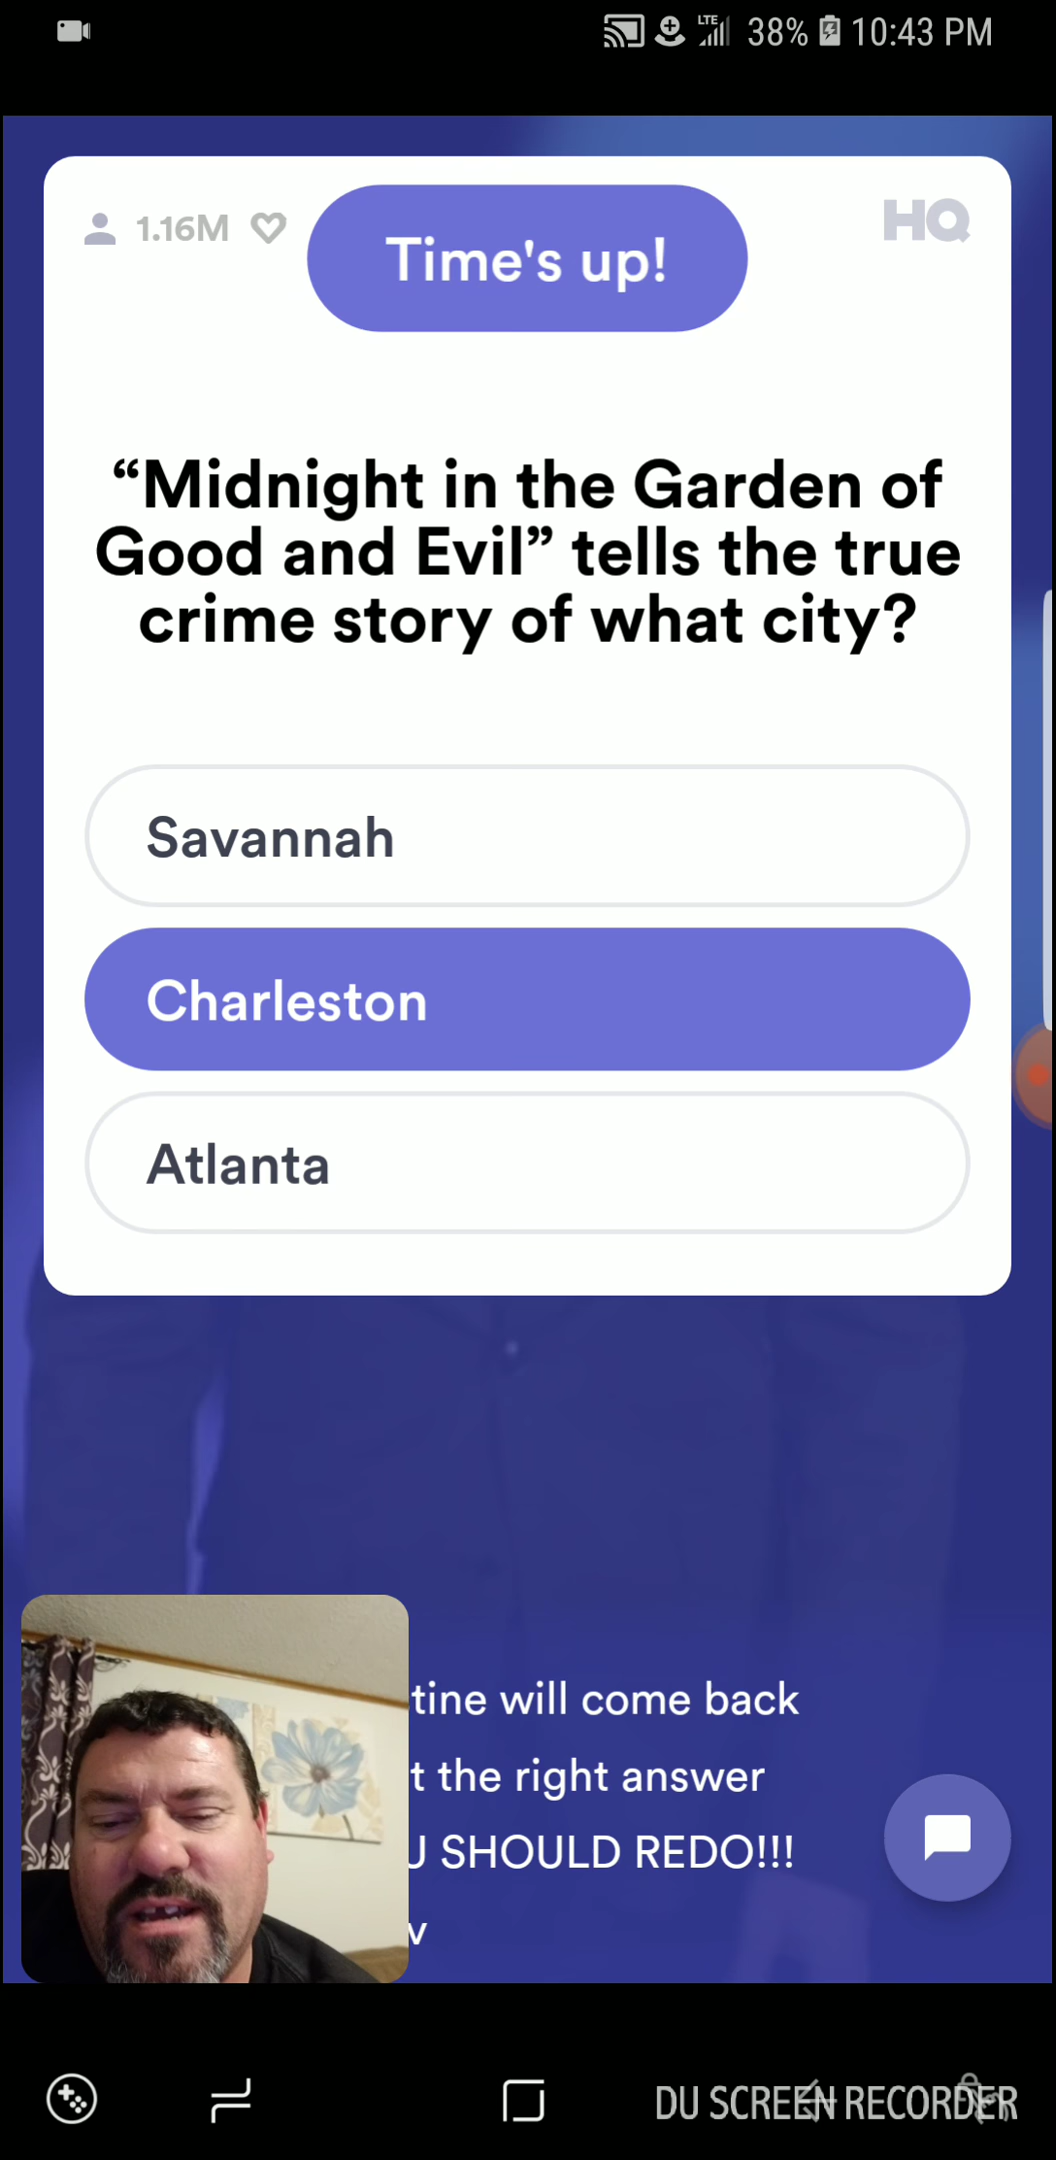 LTE 38% 10:43 PM
1.16M
Time's up!
HQ
“Midnight in the Garden of
Good and Evil” tells the true
crime story of what city?
Savannah
Charleston
Atlanta
tine will come back
t the right answer
U SHOULD REDO!!!
v
DU SCREEN RECORDER